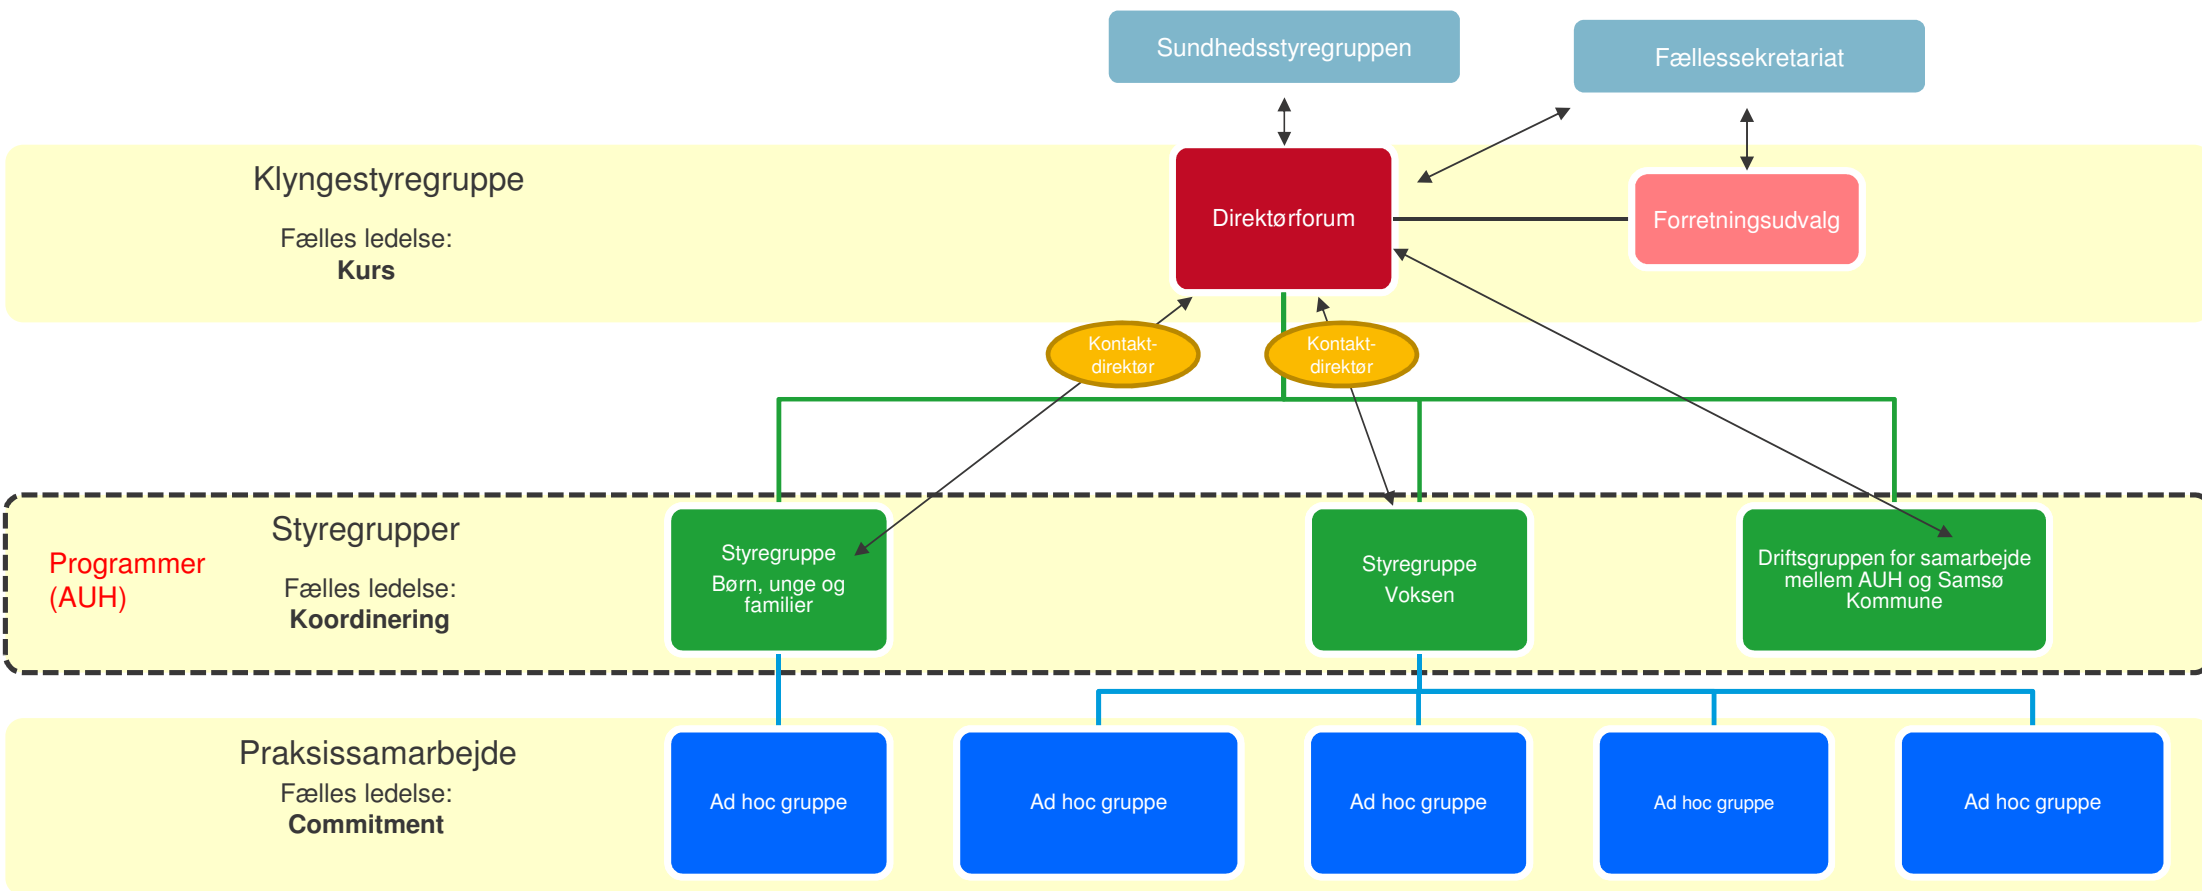 Sundhedsstyregruppen
Fællessekretariat
Klyngestyregruppe
Fælles ledelse:
Kurs
Direktørforum
Forretningsudvalg
Kontakt-
direktør
Kontakt-
direktør
Programmer
(AUH)
Styregrupper
Fælles ledelse:
Koordinering
Styregruppe
Børn, unge og
familier
Styregruppe
Voksen
Driftsgruppen for samarbejde
mellem AUH og Samsø
Kommune
Praksissamarbejde
Fælles ledelse:
Commitment
Ad hoc gruppe
Ad hoc gruppe
Ad hoc gruppe
Ad hoc gruppe
Ad hoc gruppe